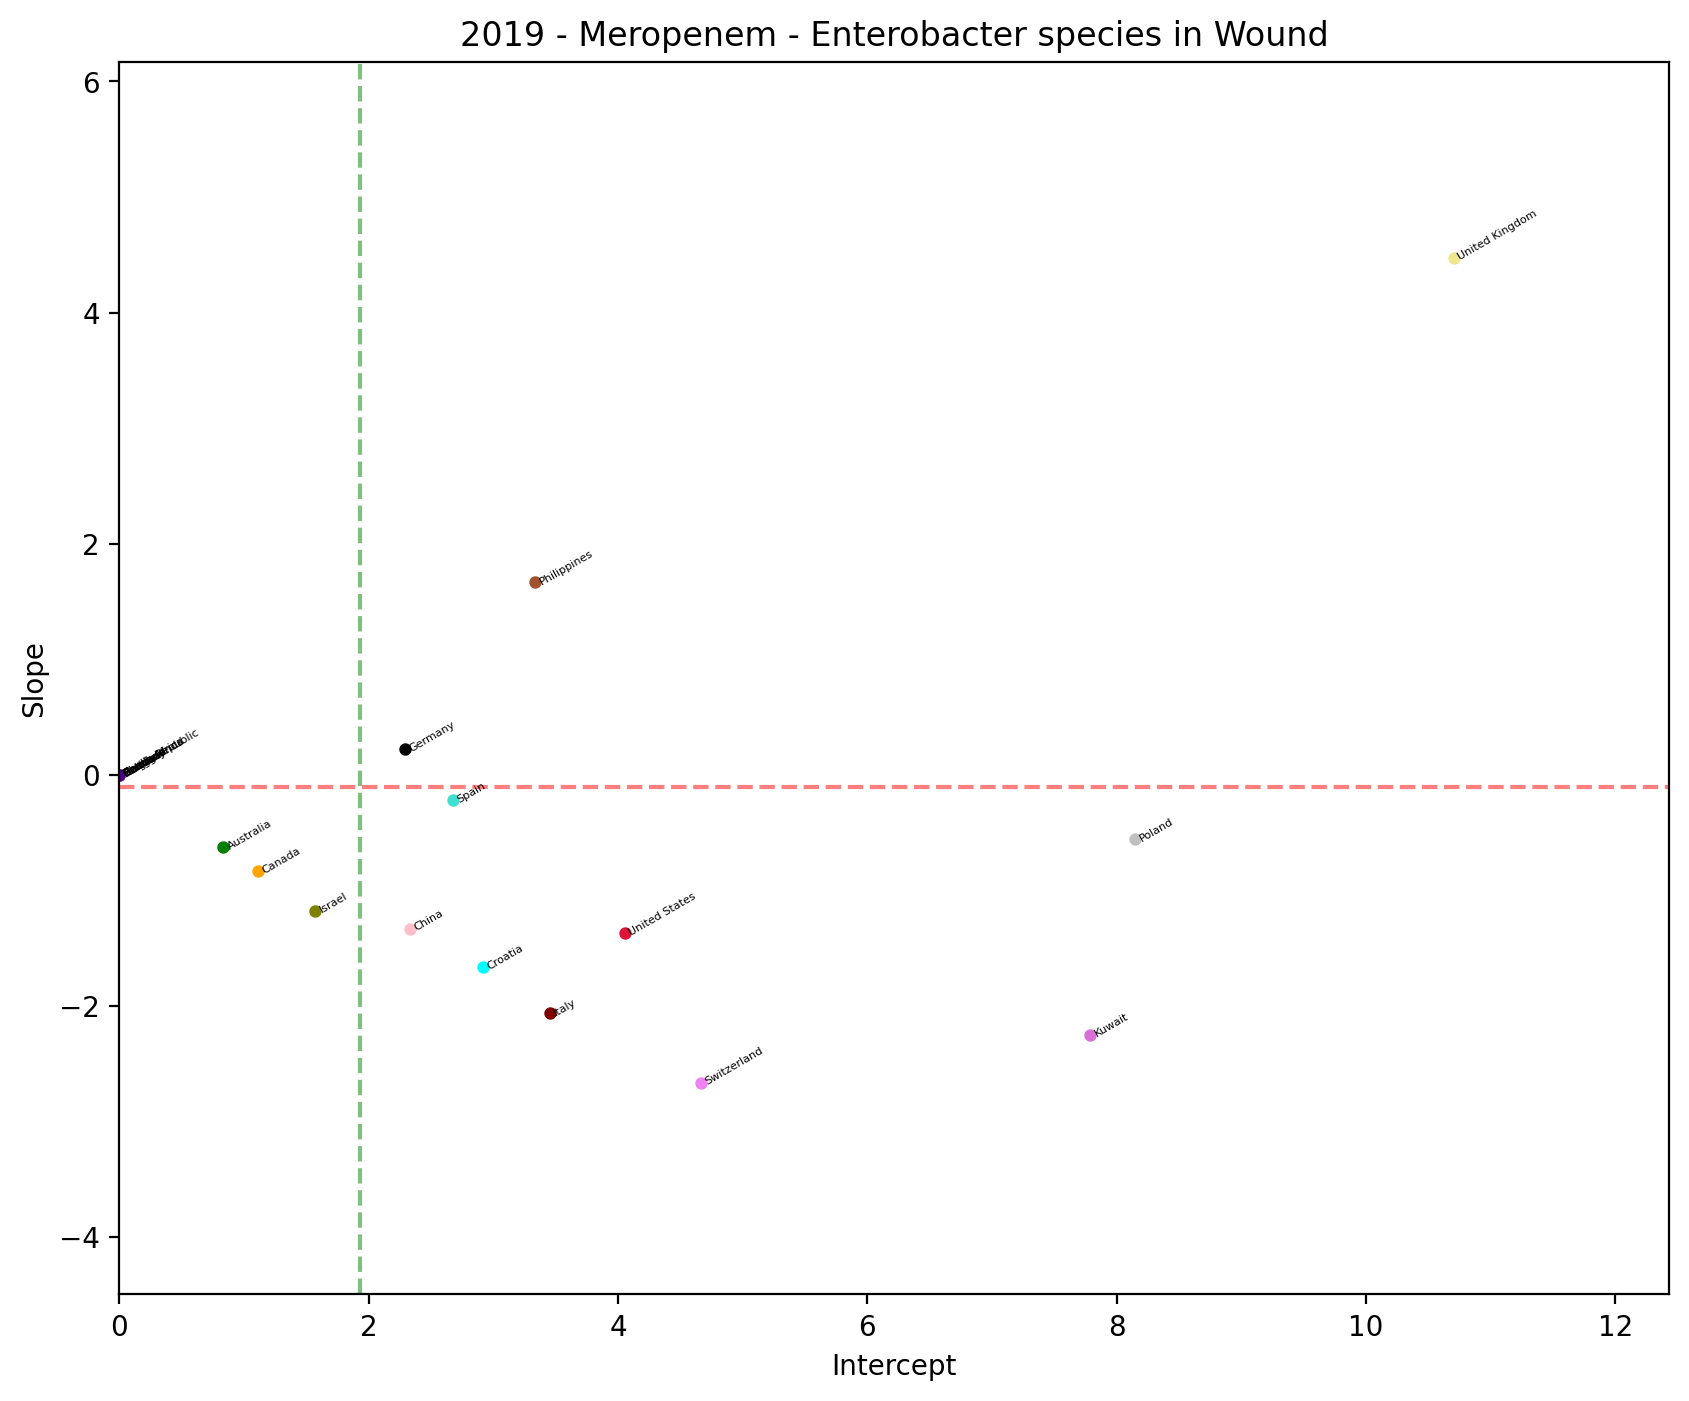 2019 - Meropenem - Enterobacter species in Wound
6
United Kingdom
4
Philippines
2
Slope
Germany
0
Spain
Australia
Poland
Canada
Israel
China
United States
Croatia
−2
Italy
Kuwait
Switzerland
−4
0 2 4 6 8 10 12
Intercept